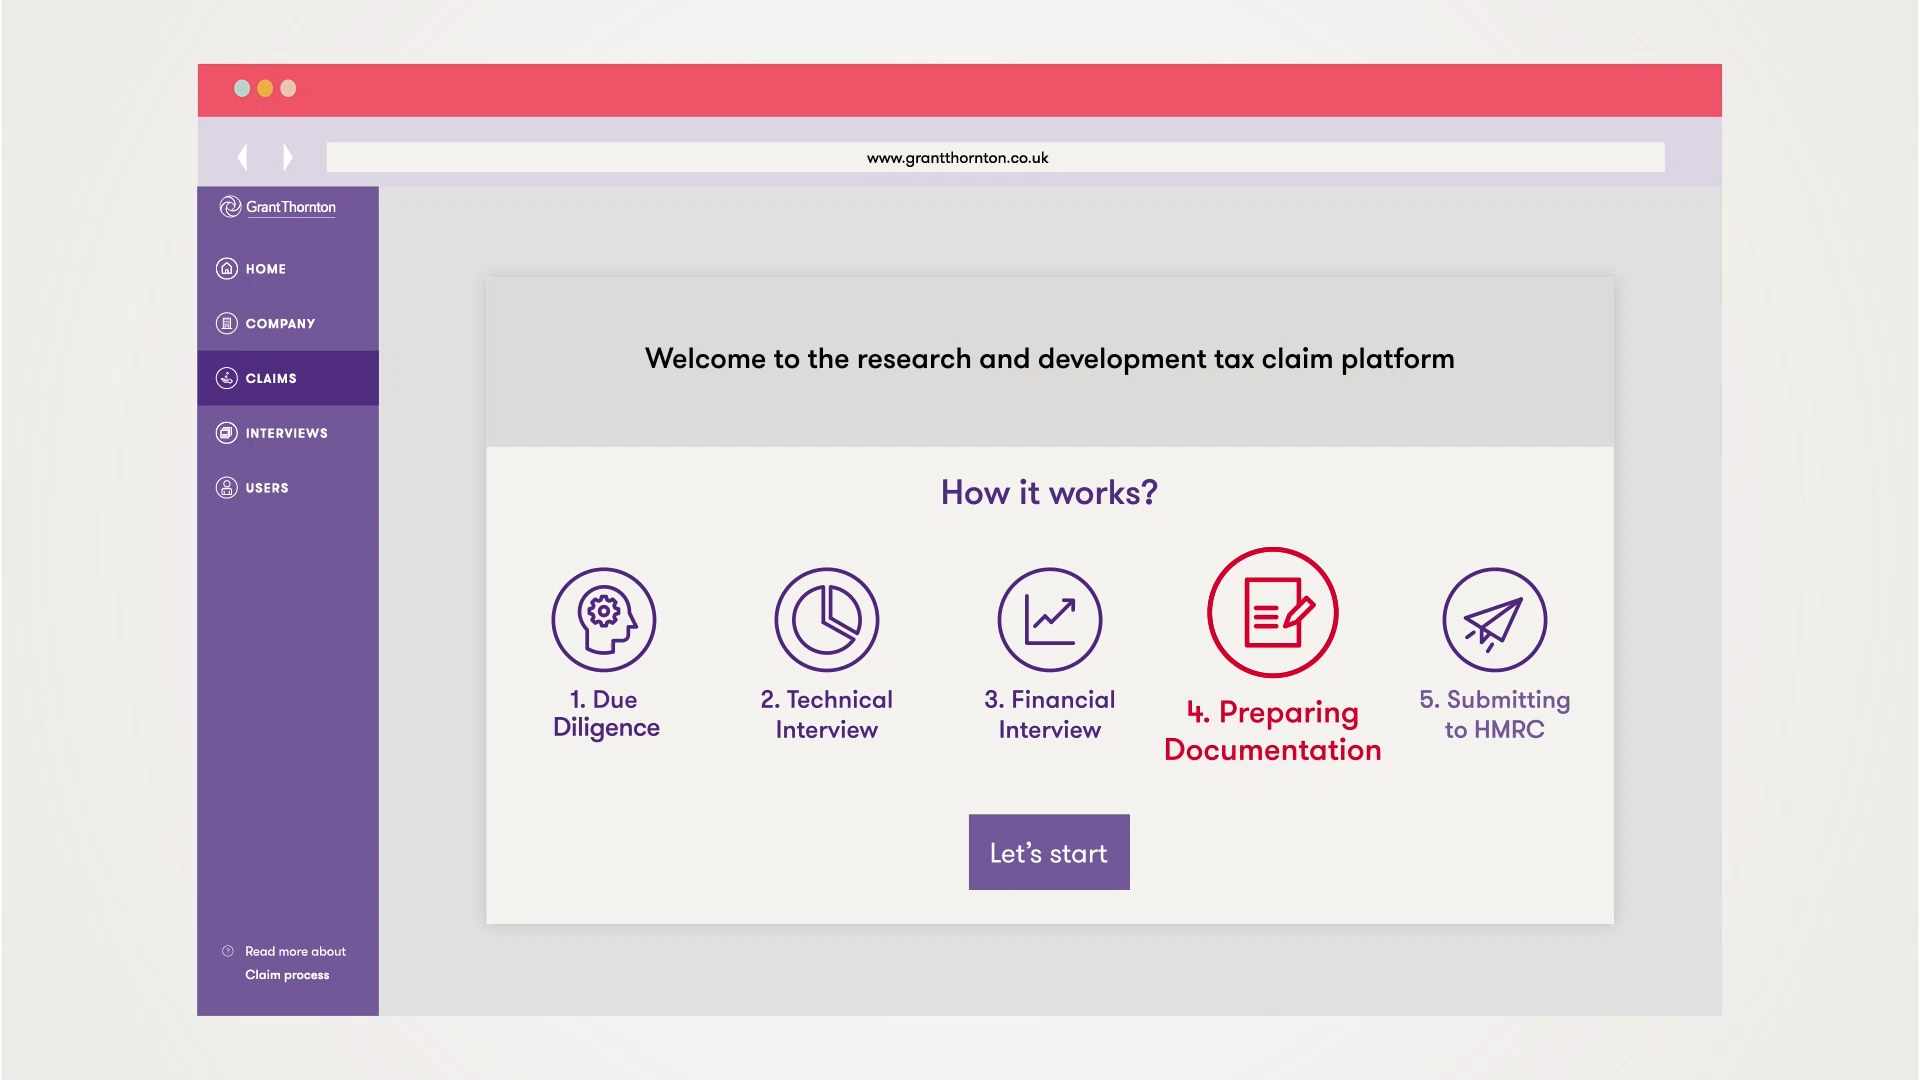 www.grantthornton.co.uk
Grant Thornton
HOME
COMPANY
CLAIMS
INTERVIEWS
USERS
Read more about
Claim process
Welcome to the research and development tax claim platform
How it works?
1. Due
Diligence
2. Technical
Interview
3. Financial
Interview
4. Preparing
Documentation
5. Submitting
to HMRC
Let's start